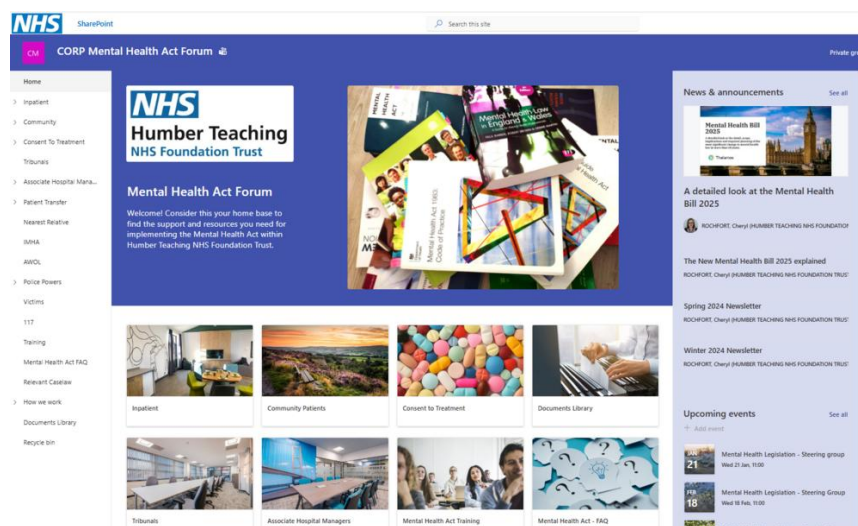 NHS SharePoint
Search this site
CM CORP Mental Health Act Forum
Private gro
Home
Inpatient
Community
Consent To Treatment
Tribunals
Associate Hospital Mana...
Patient Transfer
Nearest Relative
IMHA
AWOL
Police Powers
Victims
117
Training
Mental Health Act FAQ
Relevant Caselaw
How we work
Documents Library
Recycle bin
NHS
Humber Teaching
NHS Foundation Trust
Mental Health Act Forum
Welcome! Consider this your home base to
find the support and resources you need for
implementing the Mental Health Act within
Humber Teaching NHS Foundation Trust.
MENTAL
HEALTH
ACT
Mental Health Law
in England & Wales
Mental Health Act 1983:
Code of Practice
Inpatient
Community Patients
Consent to Treatment
Documents Library
Tribunals
Associate Hospital Managers
Mental Health Act Training
Mental Health Act - FAQ
News & announcements
See all
Mental Health Bill
2025
Thalamos
A detailed look at the Mental Health
Bill 2025
ROCHFORT, Cheryl (HUMBER TEACHING NHS FOUNDATION
The New Mental Health Bill 2025 explained
ROCHFORT, Cheryl (HUMBER TEACHING NHS FOUNDATION TRUST
Spring 2024 Newsletter
ROCHFORT, Cheryl (HUMBER TEACHING NHS FOUNDATION TRUST
Winter 2024 Newsletter
ROCHFORT, Cheryl (HUMBER TEACHING NHS FOUNDATION TRUST
Upcoming events
See all
+ Add event
JAN
21
Mental Health Legislation - Steering group
Wed 21 Jan, 11:00
FEB
18
Mental Health Legislation - Steering Group
Wed 18 Feb, 11:00